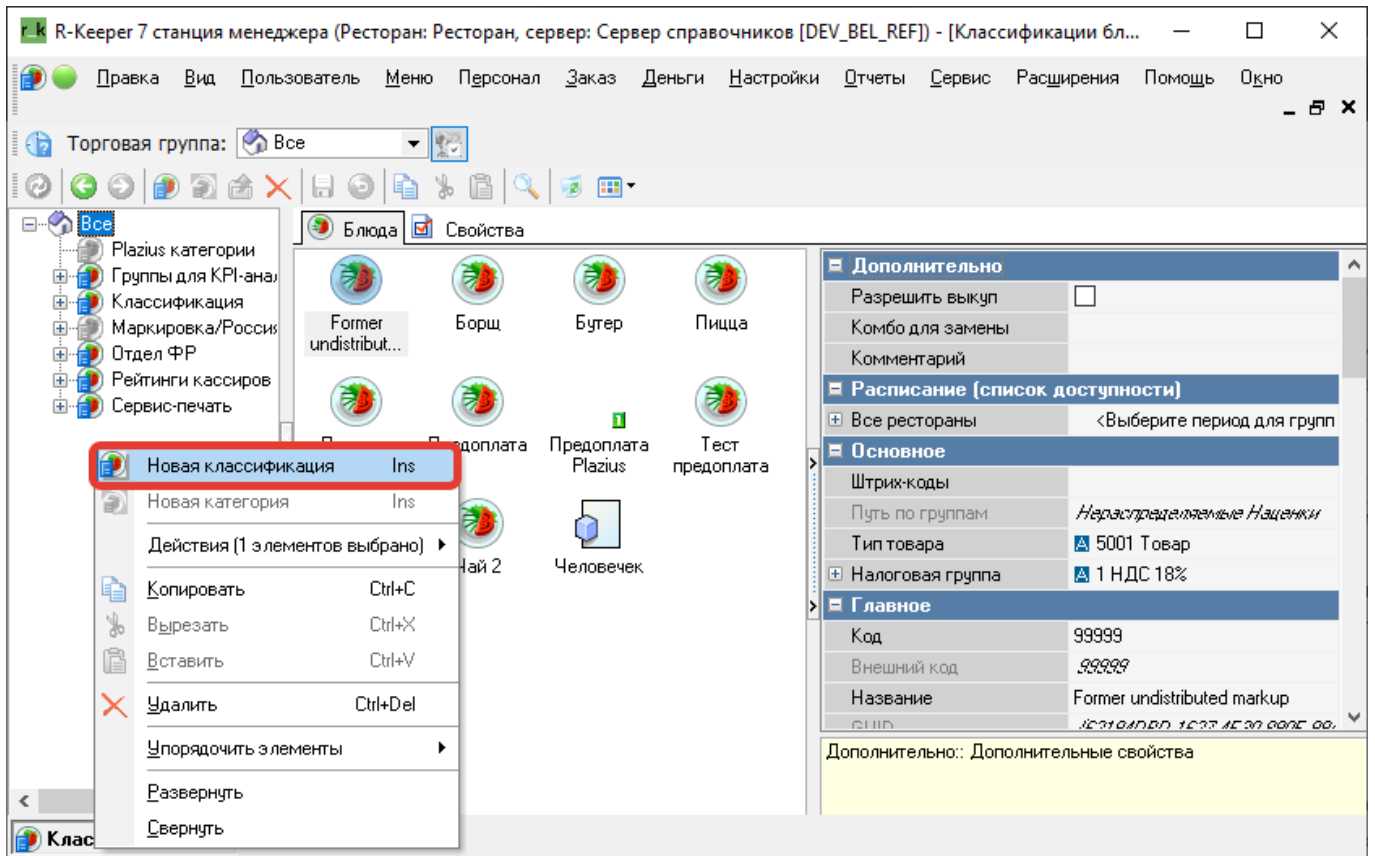 r_k R-Keeper 7 станция менеджера (Ресторан: Ресторан, сервер: Сервер справочников [DEV_BEL_REF]) - [Классификации бл...
Правка Вид Пользователь Меню Персонал Заказ Деньги Настройки Отчеты Сервис Расширения Помощь Окно
Торговая группа: Все
Все
Plazius категории
Группы для KPI-анал
Классификация
Маркировка/Россия
Отдел ФР
Рейтинги кассиров
Сервис-печать
Блюда Свойства
Former undistribut...
Борщ
Бутер
Пицца
Предоплата
Предоплата Plazius
Тест предоплата
Чай 2
Человечек
Новая классификация Ins
Новая категория Ins
Действия (1 элементов выбрано)
Копировать Ctrl+C
Вырезать Ctrl+X
Вставить Ctrl+V
Удалить Ctrl+Del
Упорядочить элементы
Развернуть
Свернуть
Дополнительно
Разрешить выкуп
Комбо для замены
Комментарий
Расписание (список доступности)
Все рестораны <Выберите период для групп
Основное
Штрих-коды
Путь по группам Нераспределяемые Наценки
Тип товара A 5001 Товар
Налоговая группа A 1 НДС 18%
Главное
Код 99999
Внешний код 99999
Название Former undistributed markup
GUID
Дополнительно:: Дополнительные свойства
Клас